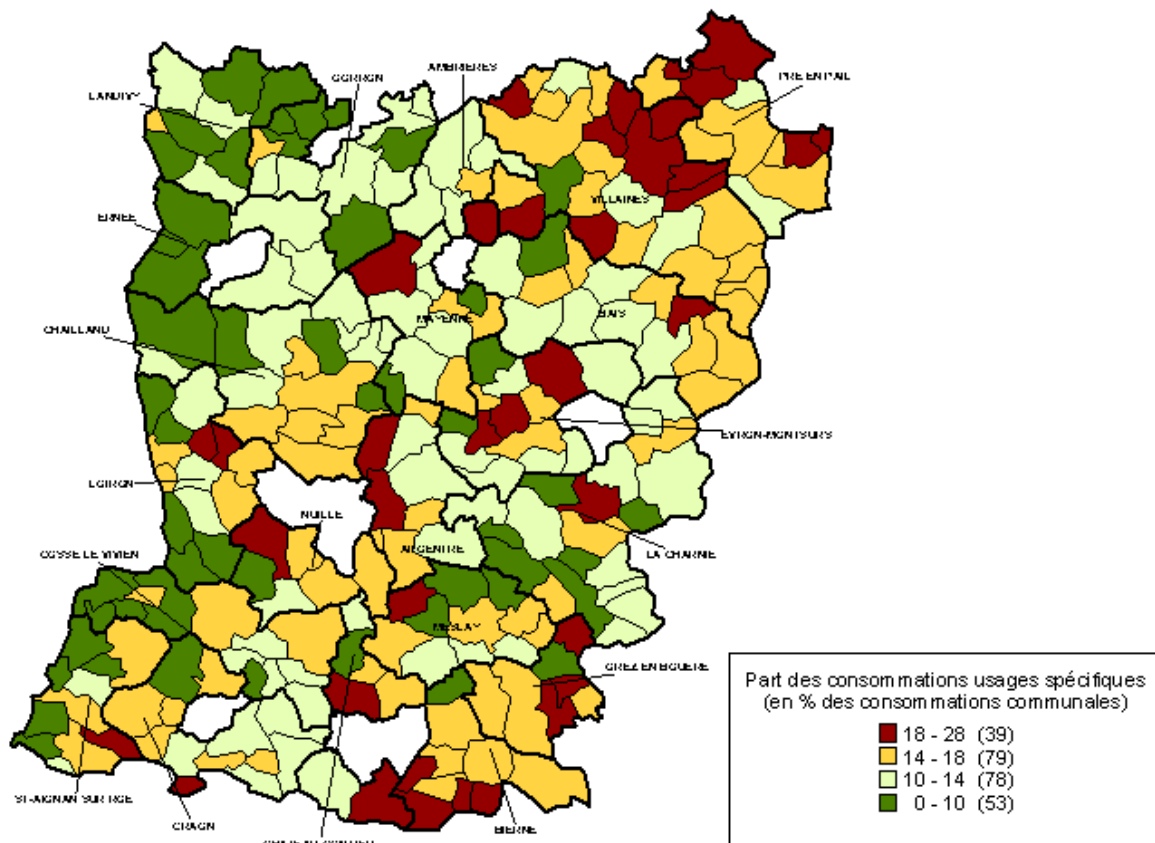 AMBRIERES
GORRON
PRE EN PAIL
LANDIVY
VILLAINES
ERNEE
MAYENNE
BAIS
CHAILLAND
EVRON-MONTSURS
LOIRON
NUILLE
ARGENTRE
LA CHARNIE
COSSE LE VIVIEN
MESLAY
GREZ EN BOUERE
Part des consommations usages spécifiques
(en % des consommations communales)
18 - 28 (39)
14 - 18 (79)
10 - 14 (78)
0 - 10 (53)
ST-AIGNAN SUR ROE
CRAON
BIERNE